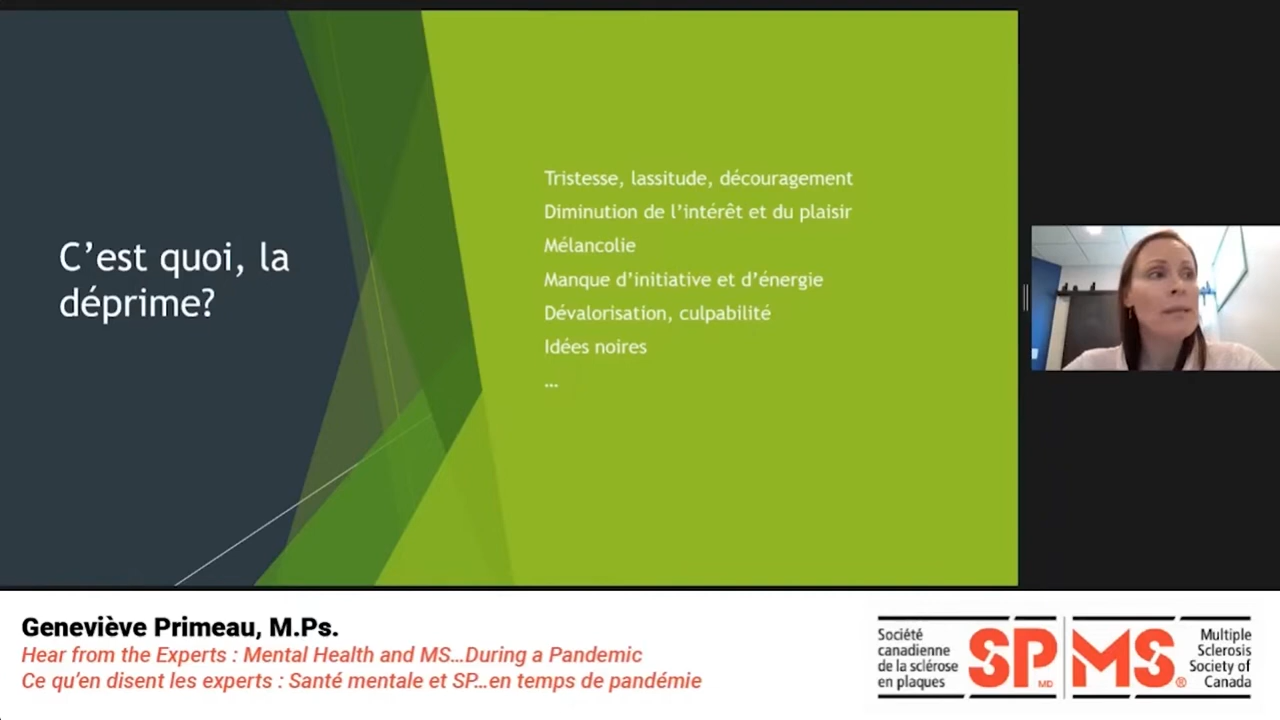 C'est quoi, la
déprime?
Tristesse, lassitude, découragement
Diminution de l'intérêt et du plaisir
Mélancolie
Manque d'initiative et d'énergie
Dévalorisation, culpabilité
Idées noires
…
Geneviève Primeau, M.Ps.
Hear from the Experts : Mental Health and MS...During a Pandemic
Ce qu'en disent les experts : Santé mentale et SP...en temps de pandémie
Société
canadienne
de la sclérose
en plaques
SP MD
MS ®
Multiple
Sclerosis
Society of
Canada